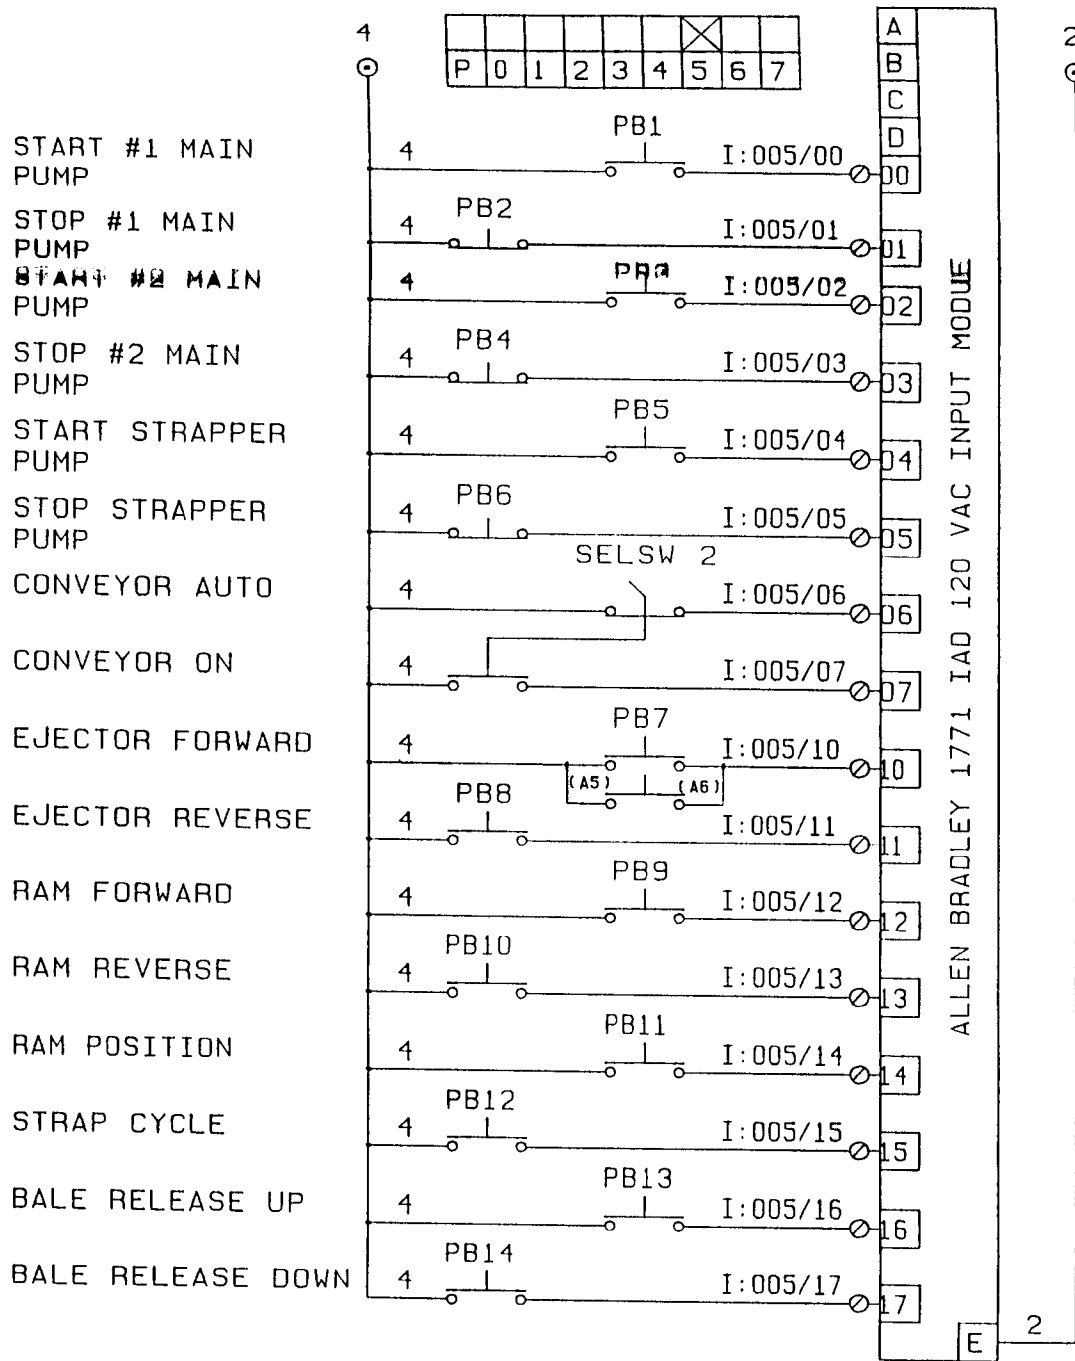 4
2
P 0 1 2 3 4 5 6 7
A
B
C
D
START #1 MAIN
PUMP
4 PB1 I:005/00 00
STOP #1 MAIN
PUMP
4 PB2 I:005/01 01
START #2 MAIN
PUMP
4 I:005/02 02
STOP #2 MAIN
PUMP
4 PB4 I:005/03 03
START STRAPPER
PUMP
4 PB5 I:005/04 04
STOP STRAPPER
PUMP
4 PB6 I:005/05 05
SELSW 2
CONVEYOR AUTO 4 I:005/06 06
CONVEYOR ON 4 I:005/07 07
EJECTOR FORWARD 4 PB7 I:005/10 10
(A5) (A6)
EJECTOR REVERSE PB8 I:005/11 11
RAM FORWARD 4 PB9 I:005/12 12
RAM REVERSE 4 PB10 I:005/13 13
RAM POSITION 4 PB11 I:005/14 14
STRAP CYCLE 4 PB12 I:005/15 15
BALE RELEASE UP 4 PB13 I:005/16 16
BALE RELEASE DOWN 4 PB14 I:005/17 17
E 2
ALLEN BRADLEY 1771 IAD 120 VAC INPUT MODUE